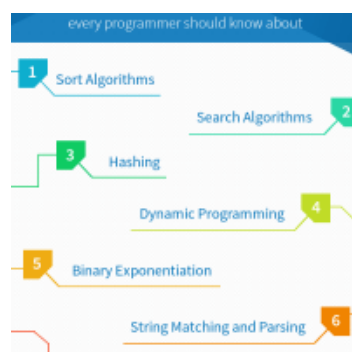 every programmer should know about
1 Sort Algorithms
Search Algorithms 2
3 Hashing
Dynamic Programming 4
5 Binary Exponentiation
String Matching and Parsing 6